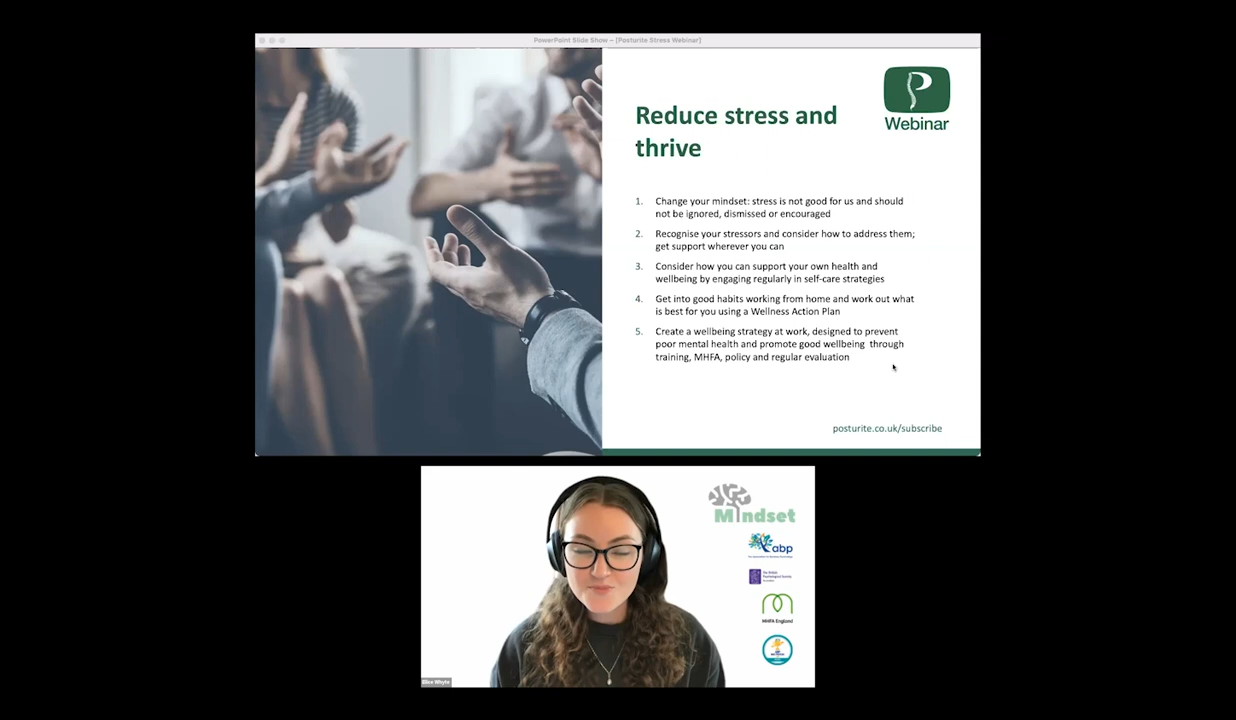 PowerPoint Slide Show – [Posturite Stress Webinar]
Reduce stress and
thrive
P
Webinar
1. Change your mindset: stress is not good for us and should
not be ignored, dismissed or encouraged
2. Recognise your stressors and consider how to address them;
get support wherever you can
3. Consider how you can support your own health and
wellbeing by engaging regularly in self-care strategies
4. Get into good habits working from home and work out what
is best for you using a Wellness Action Plan
5. Create a wellbeing strategy at work, designed to prevent
poor mental health and promote good wellbeing through
training, MHFA, policy and regular evaluation
posturite.co.uk/subscribe
Mindset
abp
MHFA England
Elice Whyte